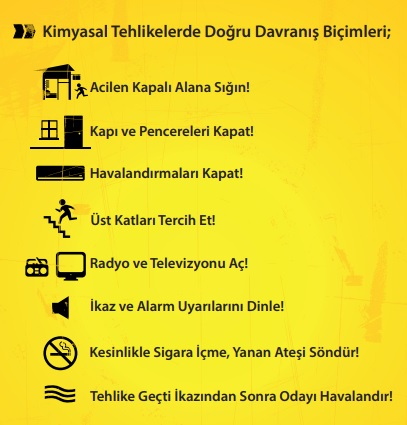 Kimyasal Tehlikelerde Doğru Davranış Biçimleri;
Acilen Kapalı Alana Sığın!
Kapı ve Pencereleri Kapat!
Havalandırmaları Kapat!
Üst Katları Tercih Et!
Radyo ve Televizyonu Aç!
İkaz ve Alarm Uyarılarını Dinle!
Kesinlikle Sigara İçme, Yanan Ateşi Söndür!
Tehlike Geçti İkazından Sonra Odayı Havalandır!